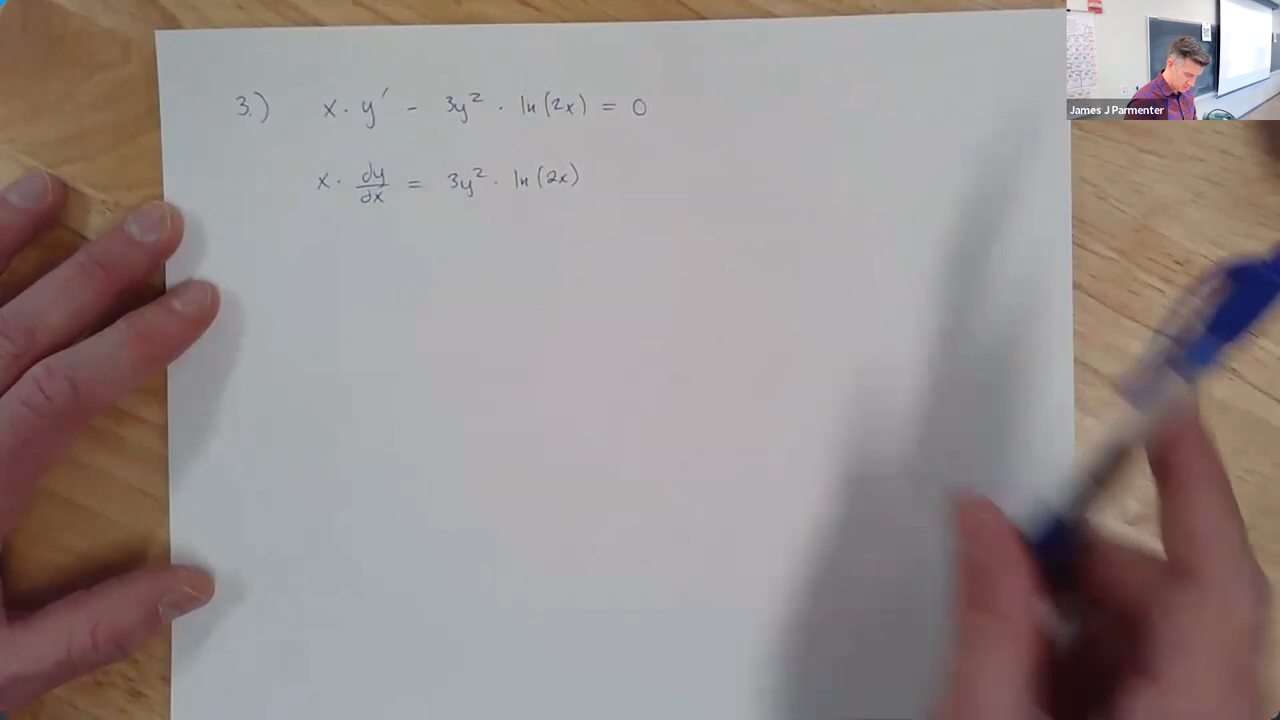 3.) x · y′ - 3y² · ln(2x) = 0
x · dy/dx = 3y² · ln(2x)
James J Parmenter